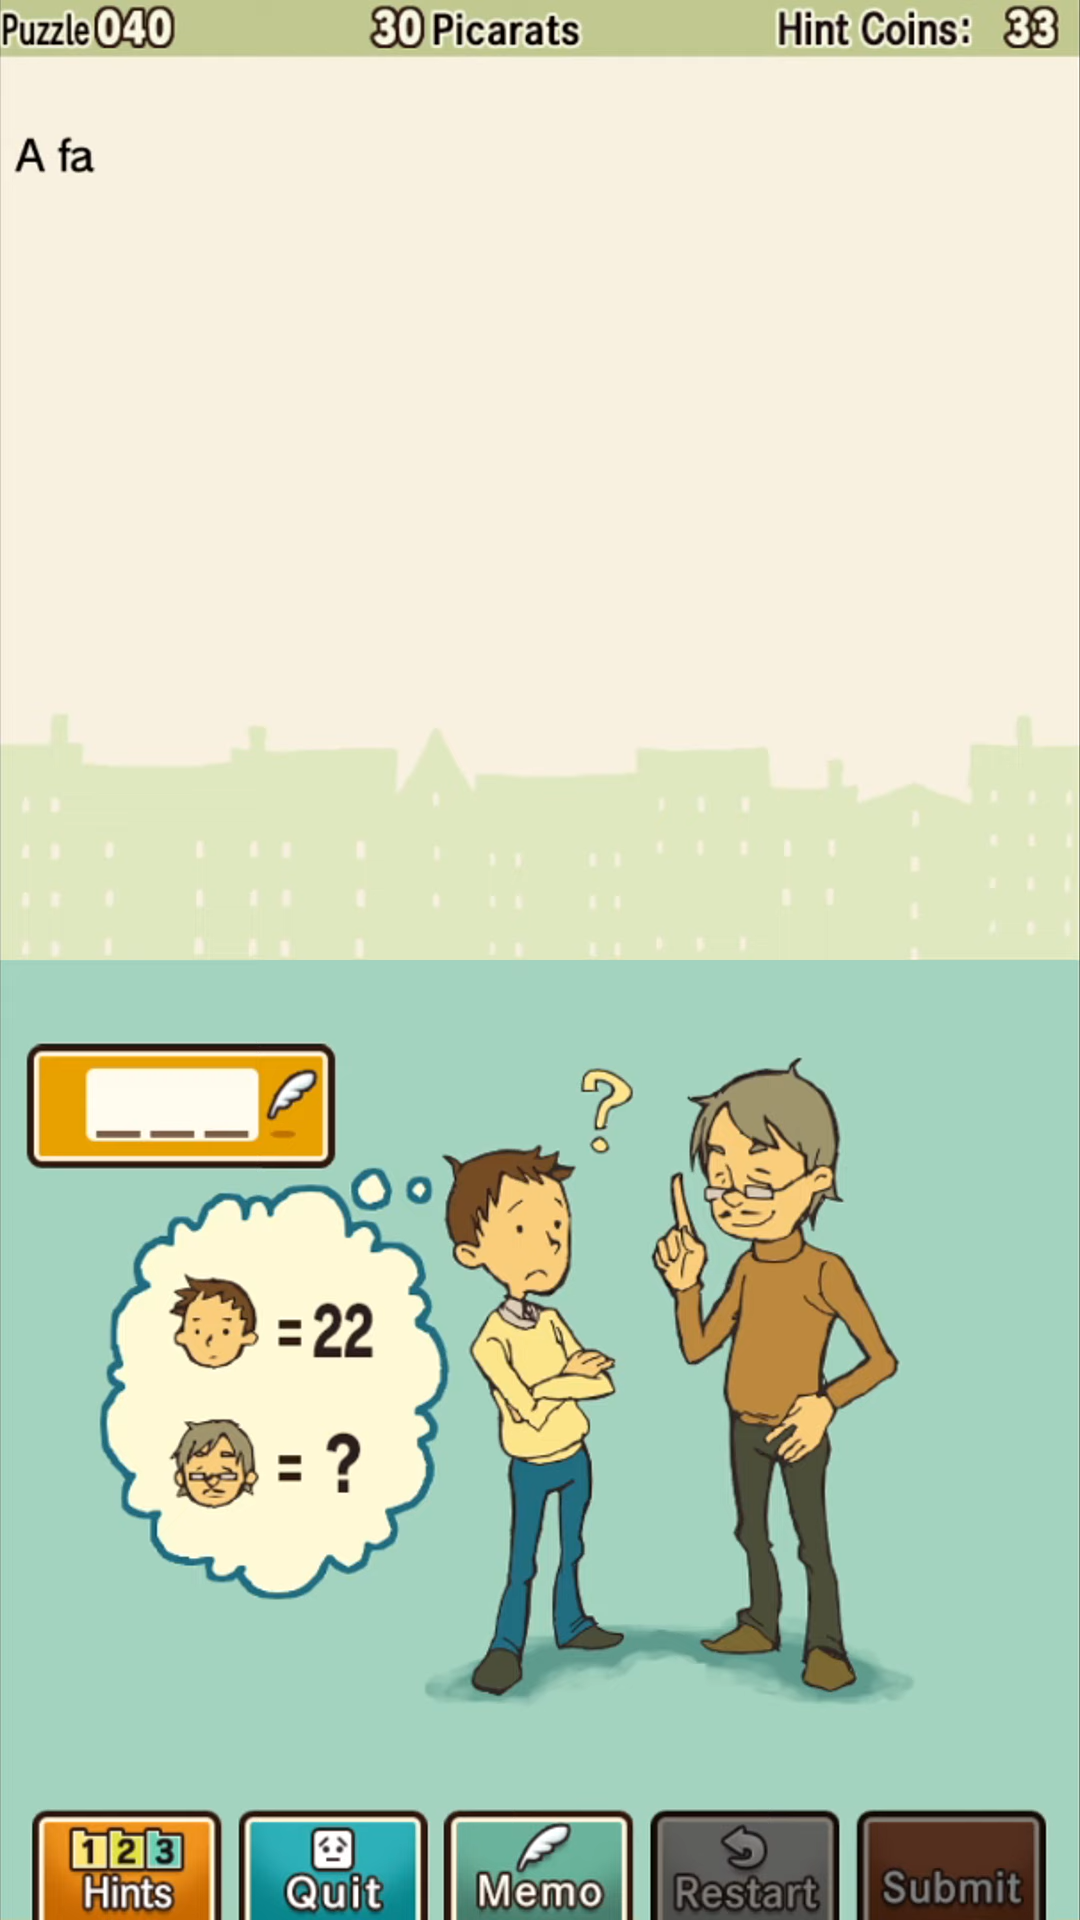 Puzzle 040 30 Picarats Hint Coins: 33
A fa
?
= 22
= ?
1 2 3
Hints Quit Memo Restart Submit